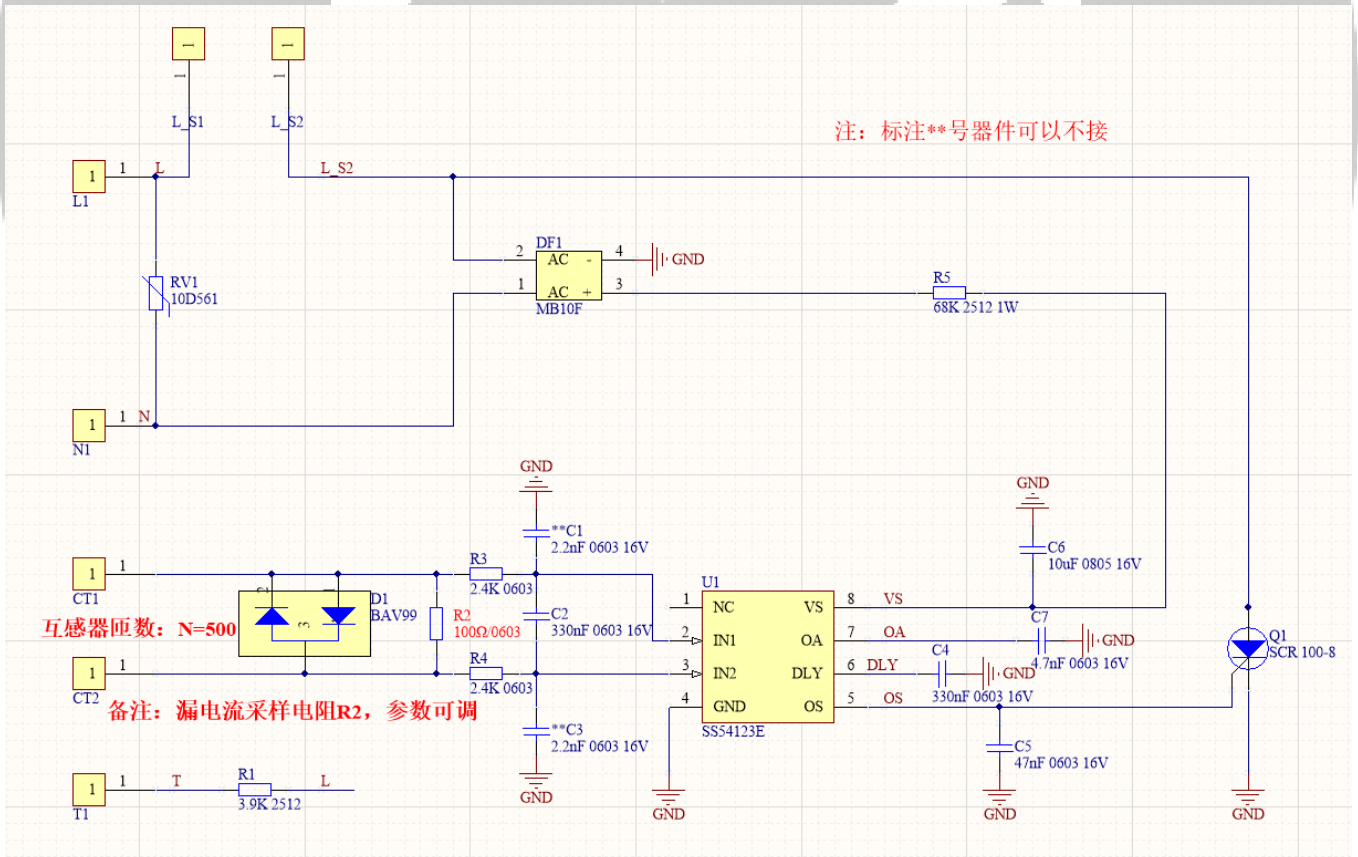 1
1
1
1
L_S1
L_S2
注：标注**号器件可以不接
1
1
L
L_S2
L1
DF1
2
AC
-
4
GND
1
AC
+
3
MB10F
RV1
10D561
R5
68K 2512 1W
1
1
N
N1
GND
GND
**C1
2.2nF 0603 16V
C6
10uF 0805 16V
1
1
CT1
R3
2.4K 0603
2
1
3
D1
BAV99
R2
100Ω/0603
C2
330nF 0603 16V
互感器匝数：N=500
U1
1
NC
VS
8
VS
2
IN1
OA
7
OA
C7
GND
4.7nF 0603 16V
3
IN2
DLY
6
DLY
C4
GND
330nF 0603 16V
4
GND
OS
5
OS
SS54123E
Q1
SCR 100-8
1
1
CT2
R4
2.4K 0603
备注：漏电流采样电阻R2，参数可调
**C3
2.2nF 0603 16V
C5
47nF 0603 16V
1
1
T
R1
L
3.9K 2512
T1
GND
GND
GND
GND